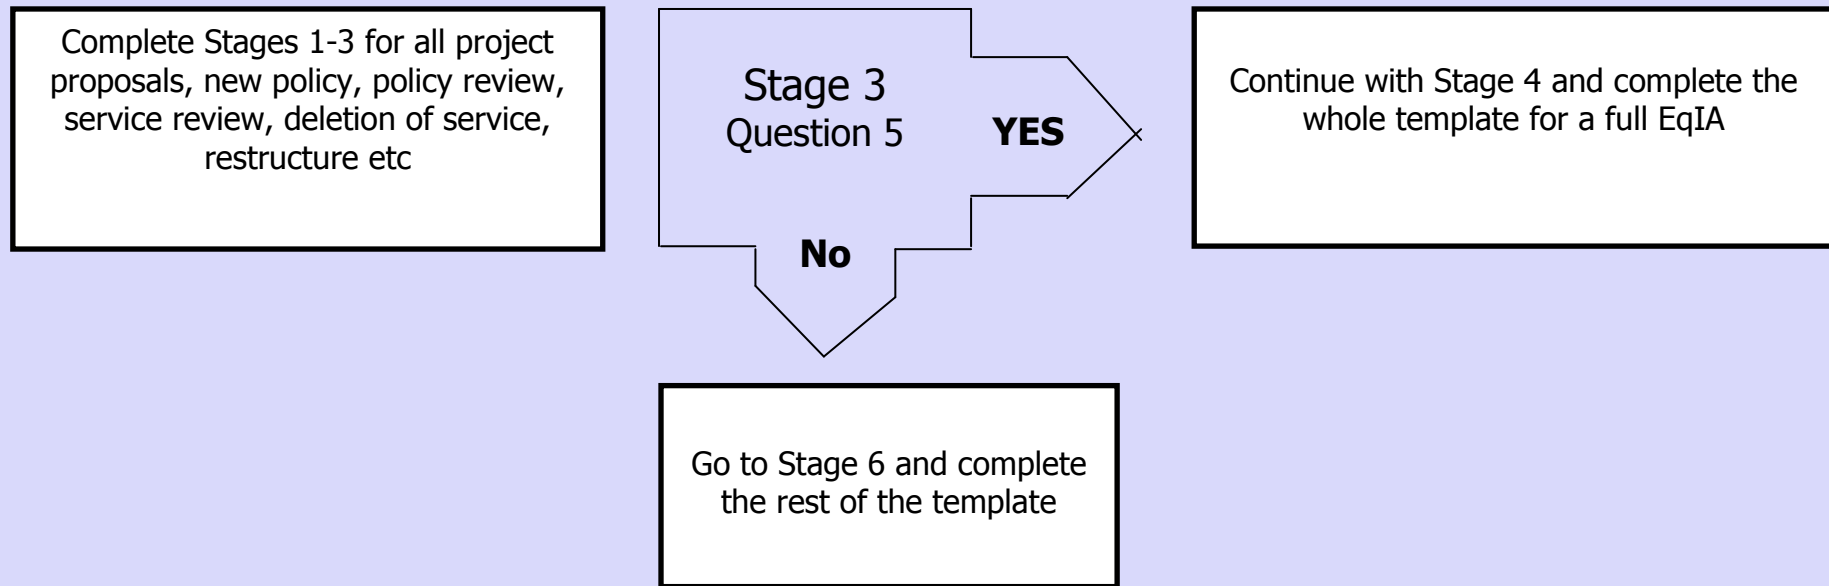 Complete Stages 1-3 for all project
proposals, new policy, policy review,
service review, deletion of service,
restructure etc
Stage 3
Question 5
YES
No
Continue with Stage 4 and complete the
whole template for a full EqIA
Go to Stage 6 and complete
the rest of the template